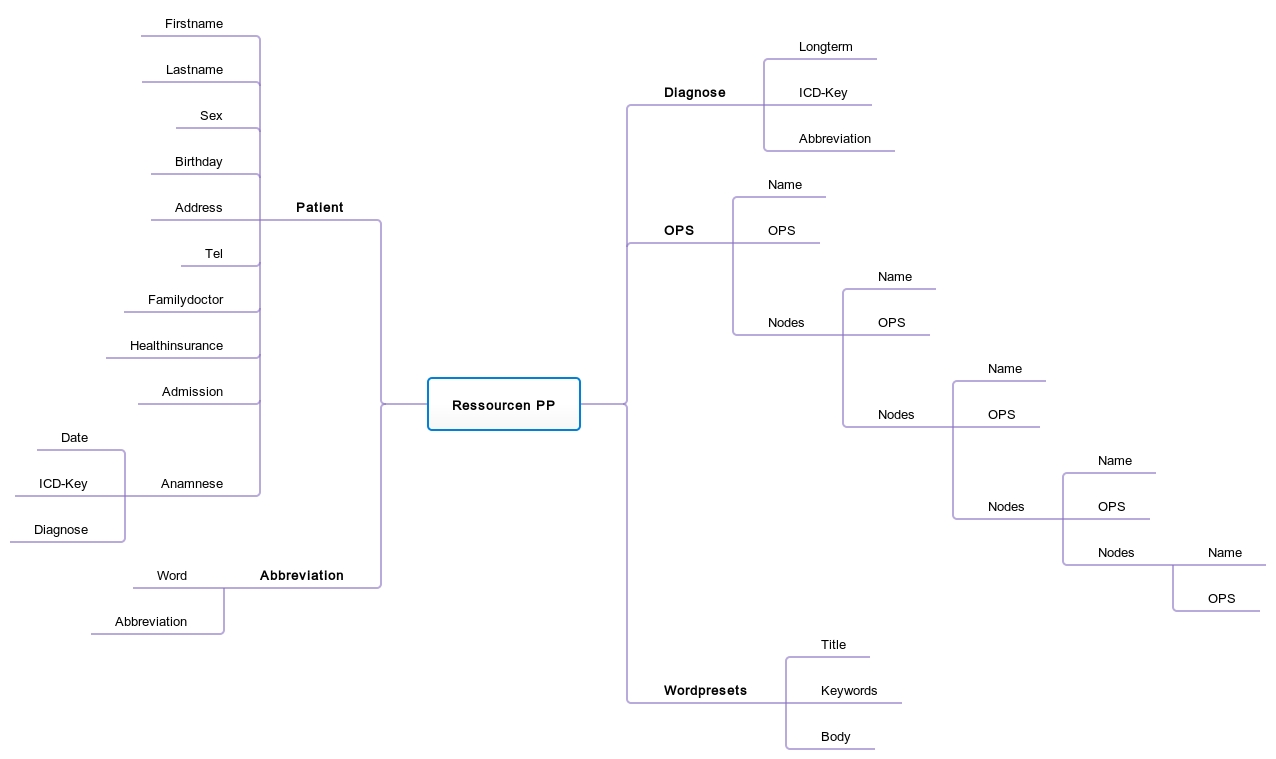 Firstname
Lastname
Sex
Birthday
Address
Tel
Familydoctor
Healthinsurance
Admission
Anamnese
Date
ICD-Key
Diagnose
Patient
Word
Abbreviation
Abbreviation
Ressourcen PP
Diagnose
Longterm
ICD-Key
Abbreviation
OPS
Name
OPS
Nodes
Name
OPS
Nodes
Name
OPS
Nodes
Name
OPS
Nodes
Name
OPS
Wordpresets
Title
Keywords
Body